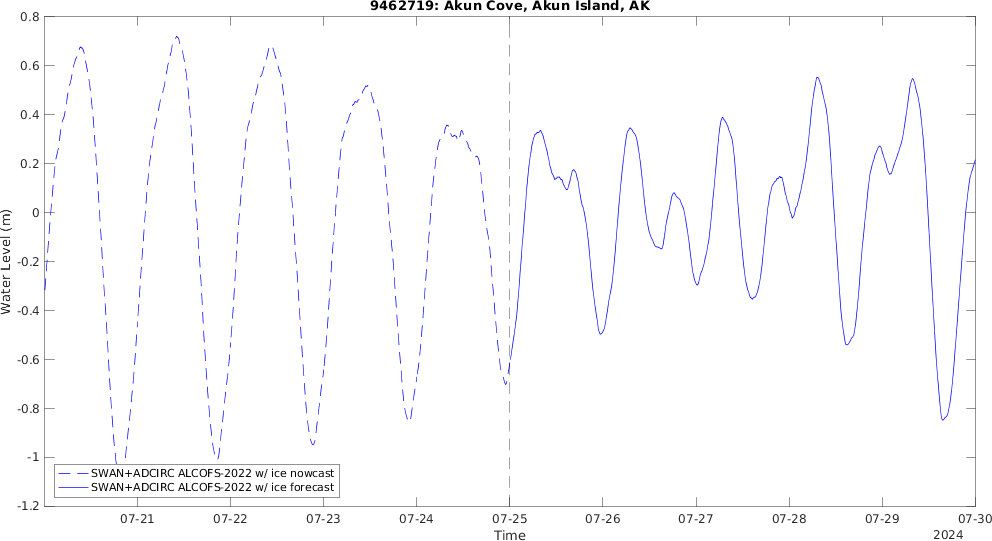 9462719: Akun Cove, Akun Island, AK
Water Level (m)
0.8
0.6
0.4
0.2
0
-0.2
-0.4
-0.6
-0.8
-1
-1.2
SWAN+ADCIRC ALCOFS-2022 w/ ice nowcast
SWAN+ADCIRC ALCOFS-2022 w/ ice forecast
07-21 07-22 07-23 07-24 07-25 07-26 07-27 07-28 07-29 07-30
Time
2024